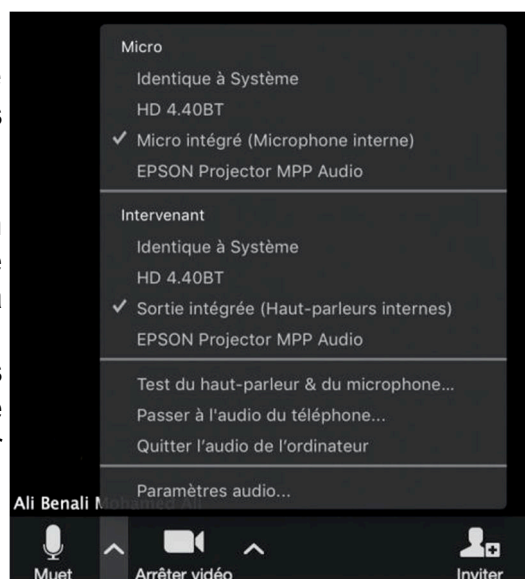 Micro
Identique à Système
HD 4.40BT
✓ Micro intégré (Microphone interne)
EPSON Projector MPP Audio
Intervenant
Identique à Système
HD 4.40BT
✓ Sortie intégrée (Haut-parleurs internes)
EPSON Projector MPP Audio
Test du haut-parleur & du microphone...
Passer à l'audio du téléphone...
Quitter l'audio de l'ordinateur
Paramètres audio...
Ali Benali Mohamed Ali
Muet
Arrêter vidéo
Inviter